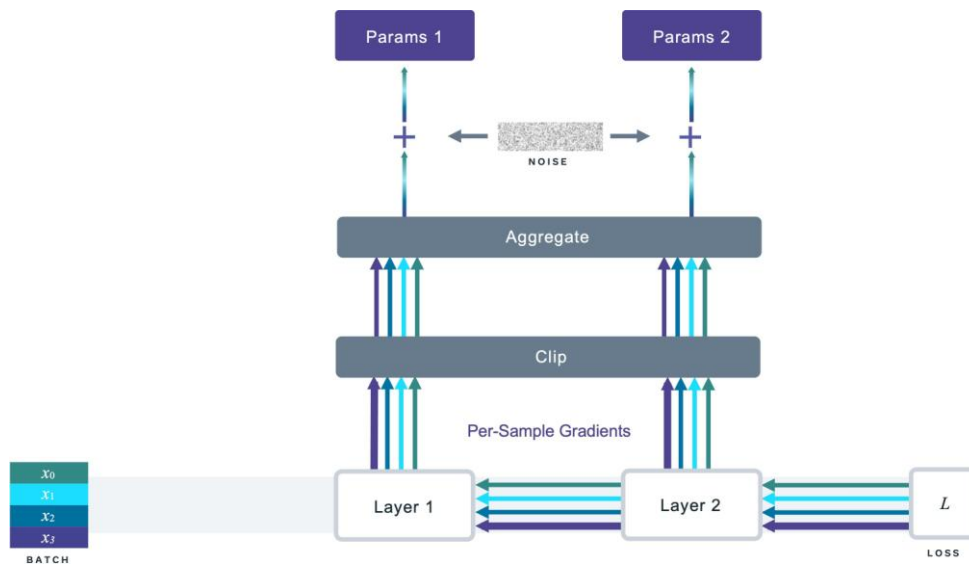 Params 1
Params 2
NOISE
Aggregate
Clip
Per-Sample Gradients
x0
x1
x2
x3
BATCH
Layer 1
Layer 2
L
LOSS